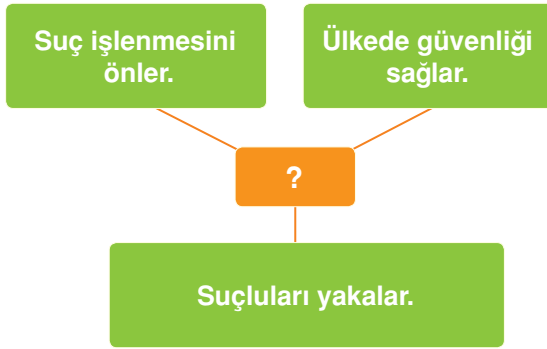 Suç işlenmesini
önler.
Ülkede güvenliği
sağlar.
?
Suçluları yakalar.